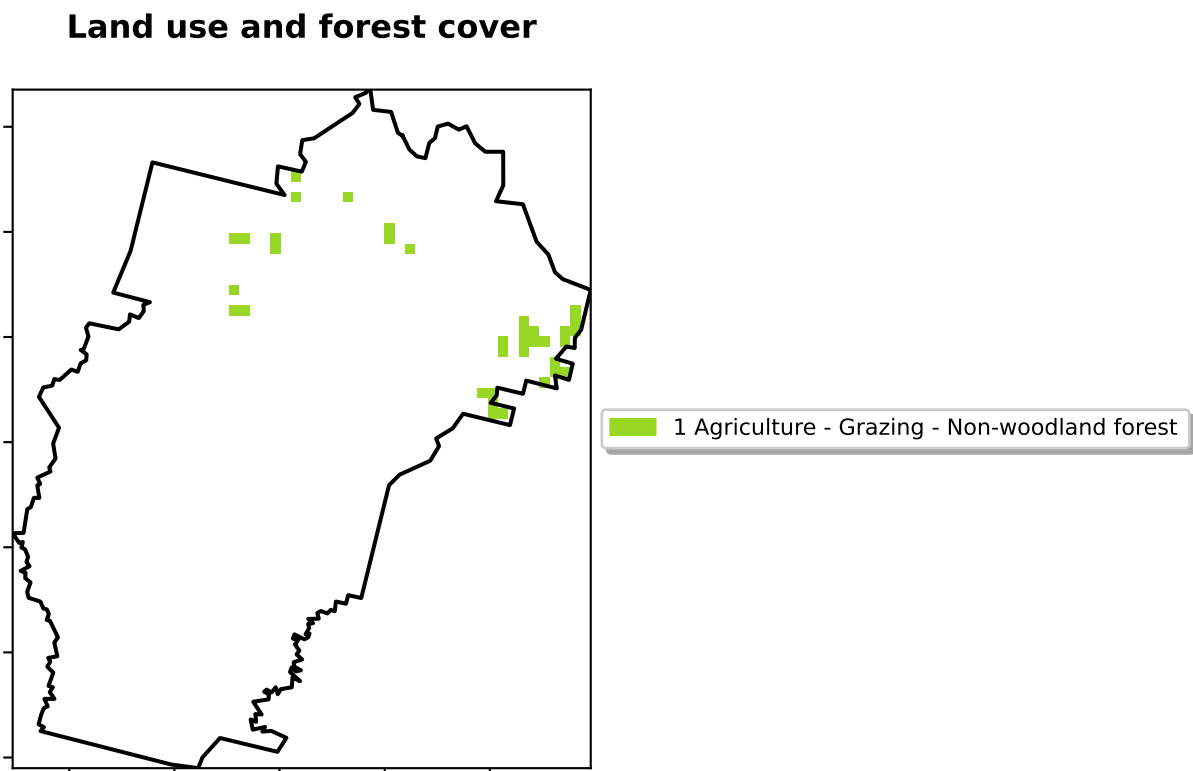 Land use and forest cover
1 Agriculture - Grazing - Non-woodland forest